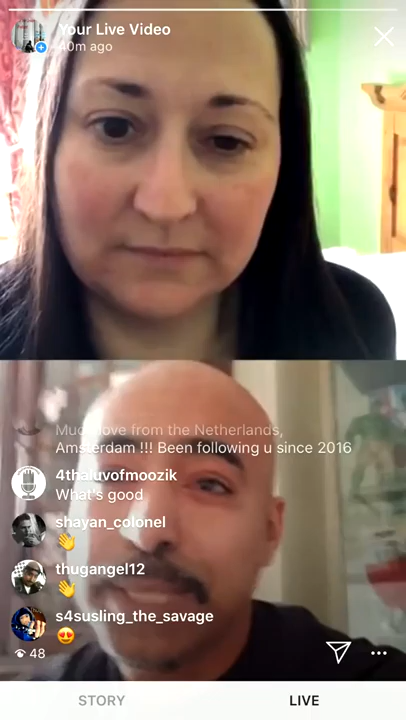 Your Live Video
40m ago
Much love from the Netherlands,
Amsterdam !!! Been following u since 2016
4thaluvofmoozik
What's good
shayan_colonel
👋
thugangel12
👋
s4susling_the_savage
😍
48
STORY
LIVE